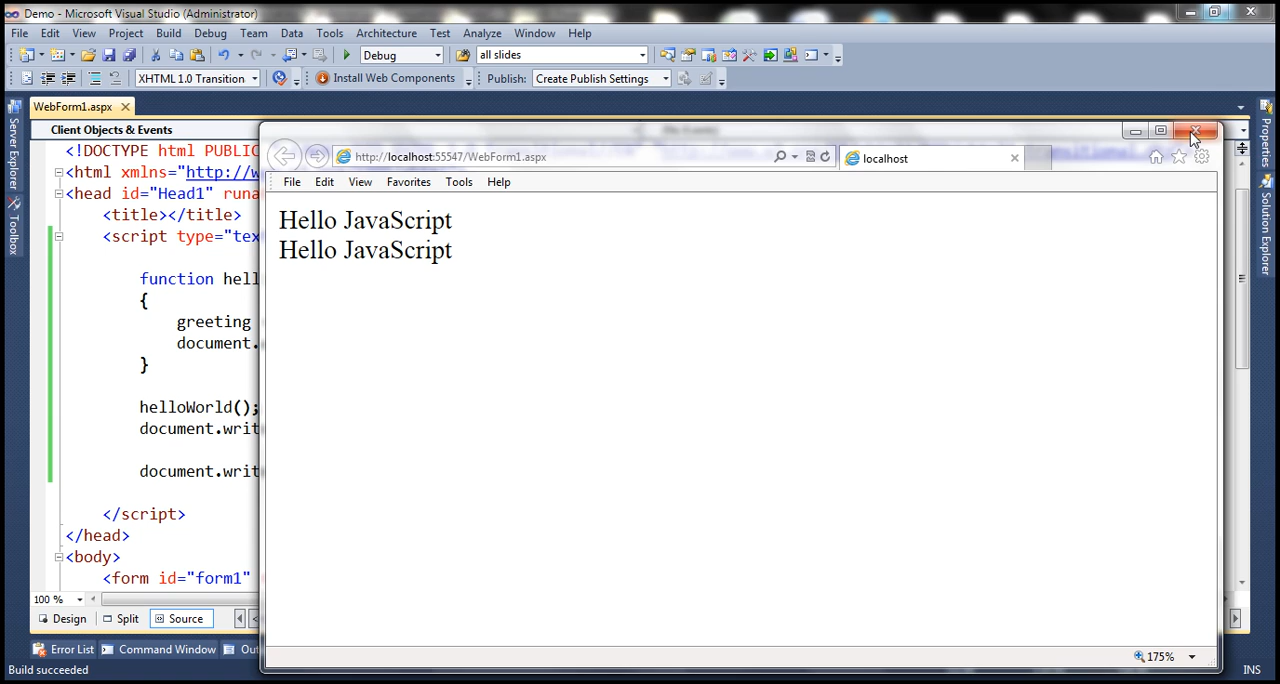 Demo - Microsoft Visual Studio (Administrator)
File Edit View Project Build Debug Team Data Tools Architecture Test Analyze Window Help
Debug all slides
XHTML 1.0 Transition Install Web Components Publish: Create Publish Settings
WebForm1.aspx
Client Objects & Events
(No Events)
<!DOCTYPE html PUBL
<html xmlns="http://w
<head id="Head1" runa
<title></title>
<script type="tex
function hell
{
greeting
document.
}
helloWorld();
document.writ
document.writ
</script>
</head>
<body>
<form id="form1"
100 %
Design Split Source
Error List Command Window Out
Build succeeded INS
Server Explorer
Toolbox
Properties
Solution Explorer
http://localhost:55547/WebForm1.aspx localhost
File Edit View Favorites Tools Help
Hello JavaScript
Hello JavaScript
175%